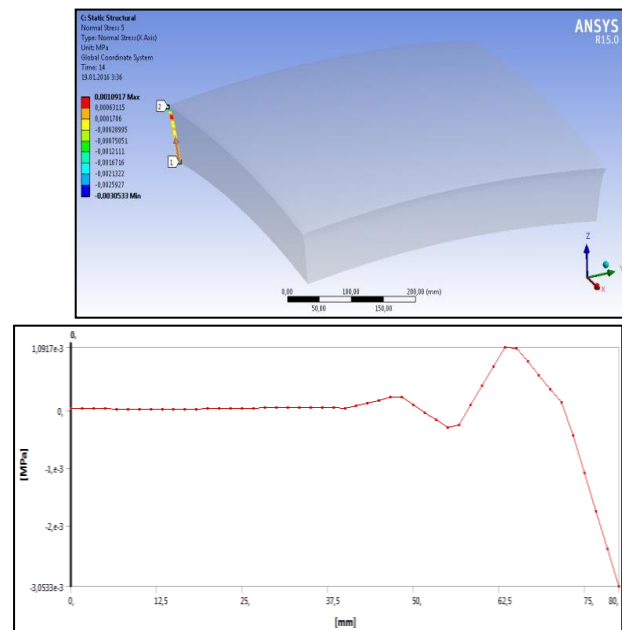 C: Static Structural
Normal Stress 5
Type: Normal Stress(X Axis)
Unit: MPa
Global Coordinate System
Time: 14
19.01.2016 3:36
0,0010917 Max
0,00063115
0,0001706
-0,00028995
-0,00075051
-0,0012111
-0,0016716
-0,0021322
-0,0025927
-0,0030533 Min
ANSYS
R15.0
2
1
Z
Y
X
0,00 100,00 200,00 (mm)
50,00 150,00
0,
1,0917e-3
0,
-1,e-3
-2,e-3
-3,0533e-3
[MPa]
0, 12,5 25, 37,5 50, 62,5 75, 80,
[mm]